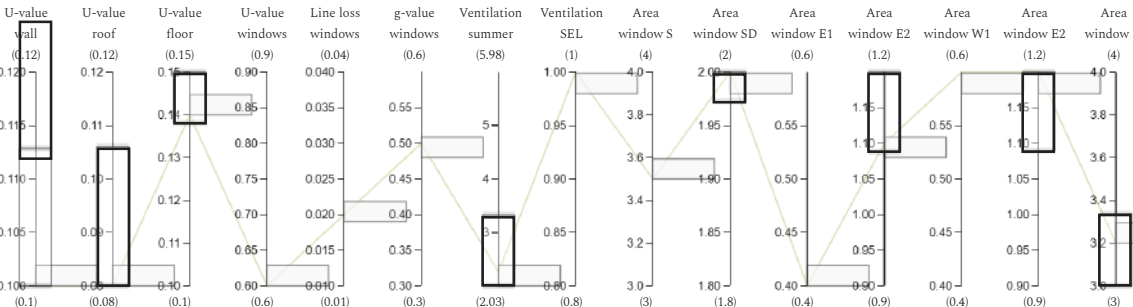 U-value U-value U-value U-value Line loss g-value Ventilation Ventilation Area Area Area Area Area Area Area
wall roof floor windows windows windows summer SEL window S window SD window E1 window E2 window W1 window E2 window
(0.12) (0.12) (0.15) (0.9) (0.04) (0.6) (5.98) (1) (4) (2) (0.6) (1.2) (0.6) (1.2) (4)
0.120 0.12 0.15 0.90 0.040 1.00 4.0 2.00 4.0
0.035 0.55 1.15 1.15
0.115 0.11 0.14 0.85 5 0.95 3.8 1.95 0.55 0.55 3.8
0.80 0.030 0.50 1.10 1.10
0.110 0.10 0.13 0.75 0.025 0.45 4 0.90 3.6 1.90 0.50 1.05 0.50 1.05 3.6
0.105 0.09 0.12 0.70 0.020 0.40 3 0.85 3.4 1.85 0.45 1.00 0.45 1.00 3.4
0.11 0.65 0.015 0.35 3.2 0.95 0.95 3.2
0.100 0.60 0.010 0.30 0.80 3.0 0.40 0.90 3.0
(0.1) (0.08) (0.1) (0.6) (0.01) (0.3) (2.03) (0.8) (3) (1.8) (0.4) (0.9) (0.4) (0.9) (3)